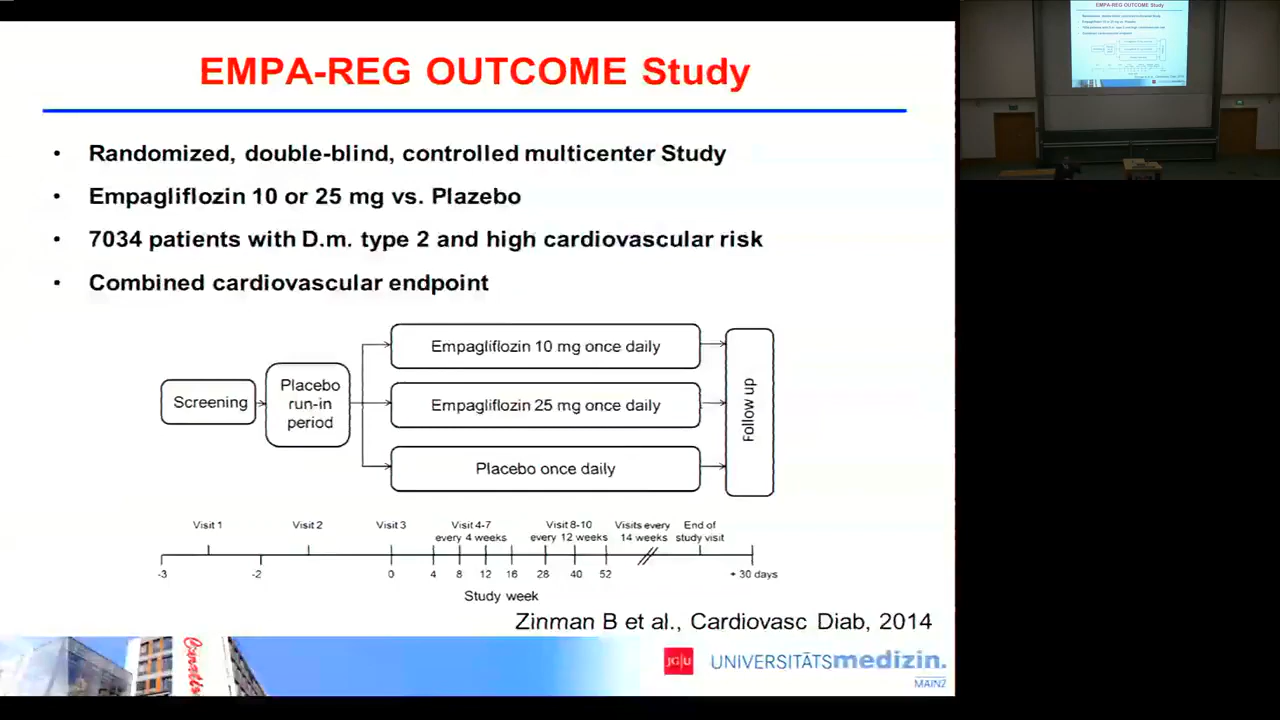 EMPA-REG OUTCOME Study
• Randomized, double-blind, controlled multicenter Study
• Empagliflozin 10 or 25 mg vs. Plazebo
• 7034 patients with D.m. type 2 and high cardiovascular risk
• Combined cardiovascular endpoint
Screening
Placebo
run-in
period
Empagliflozin 10 mg once daily
Empagliflozin 25 mg once daily
Placebo once daily
Follow up
Visit 1
Visit 2
Visit 3
Visit 4-7
every 4 weeks
Visit 8-10
every 12 weeks
Visits every
14 weeks
End of
study visit
-3 -2 0 4 8 12 16 28 40 52 + 30 days
Study week
Zinman B et al., Cardiovasc Diab, 2014
JG|U UNIVERSITÄTSmedizin.
MAINZ
EMPA-REG OUTCOME Study